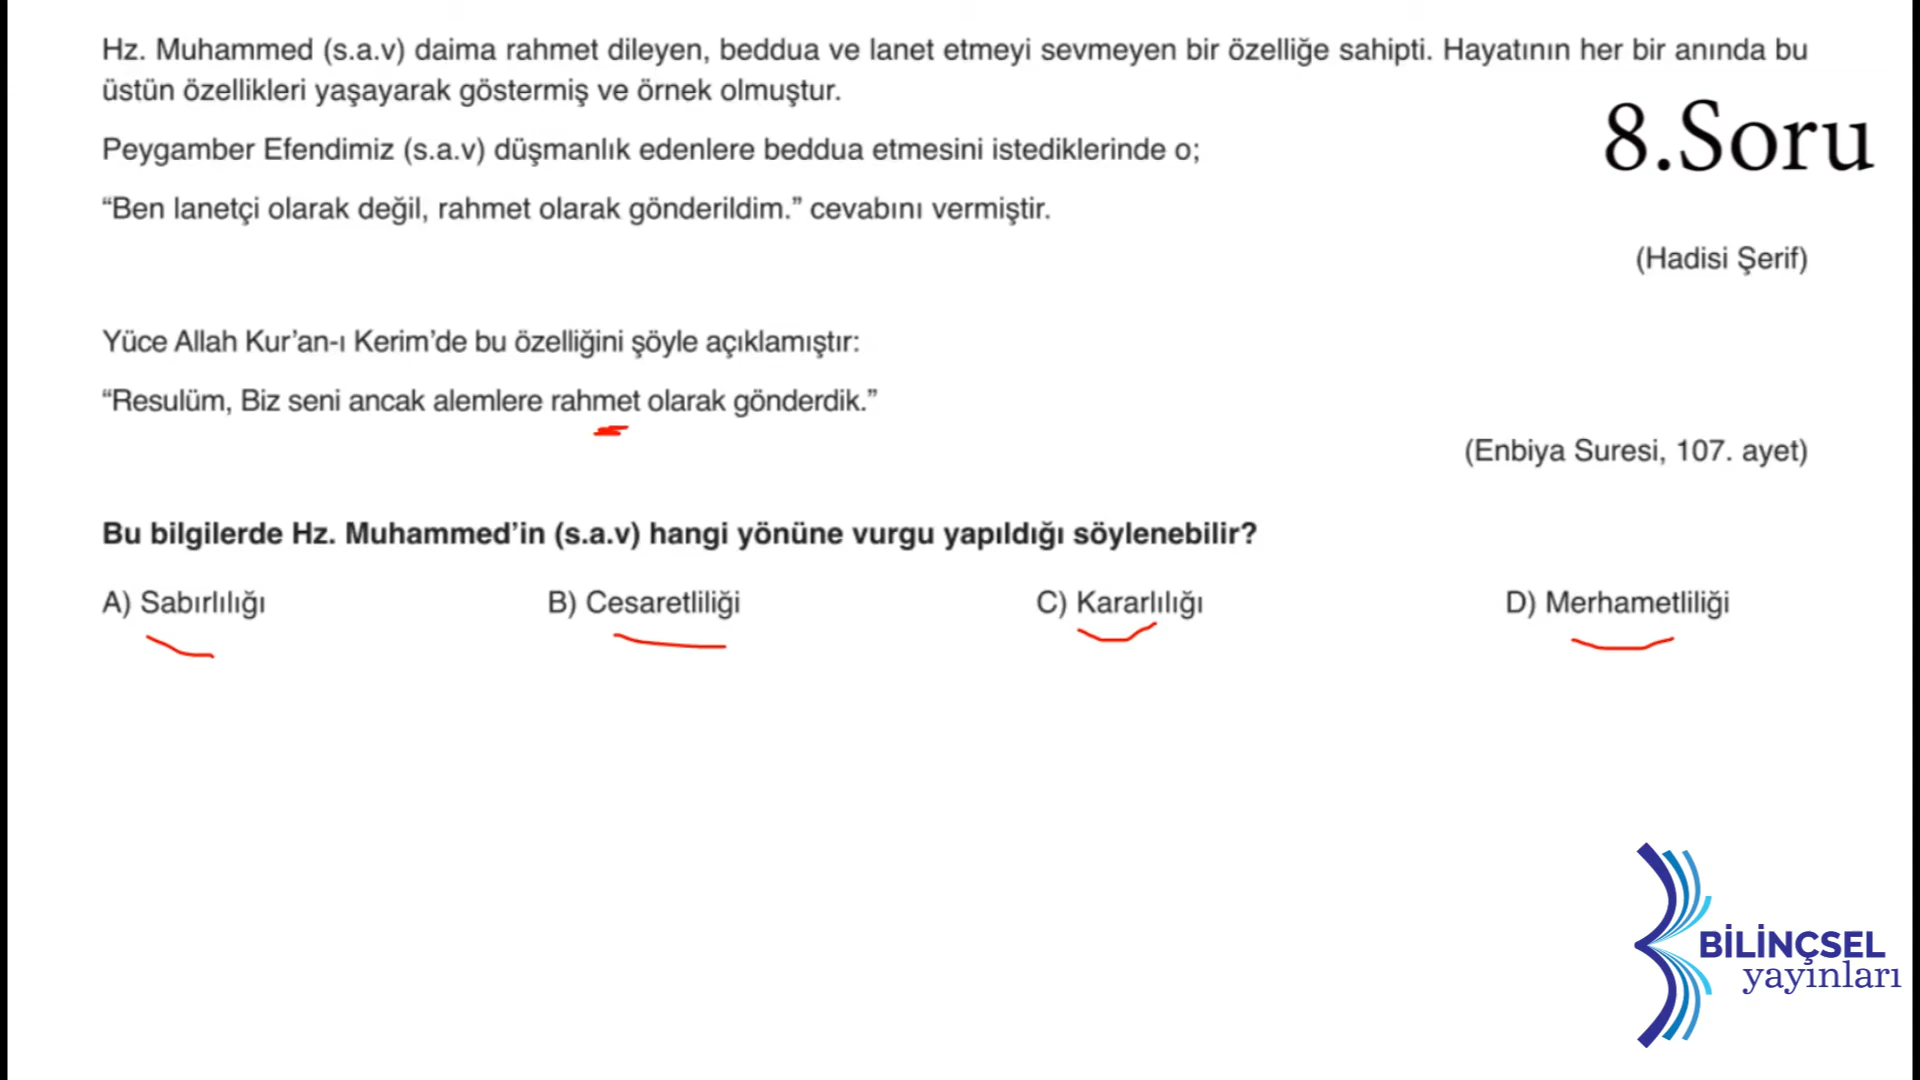 Hz. Muhammed (s.a.v) daima rahmet dileyen, beddua ve lanet etmeyi sevmeyen bir özelliğe sahipti. Hayatının her bir anında bu
üstün özellikleri yaşayarak göstermiş ve örnek olmuştur.
8.Soru
Peygamber Efendimiz (s.a.v) düşmanlık edenlere beddua etmesini istediklerinde o;
“Ben lanetçi olarak değil, rahmet olarak gönderildim.” cevabını vermiştir.
(Hadisi Şerif)
Yüce Allah Kur’an-ı Kerim’de bu özelliğini şöyle açıklamıştır:
“Resulüm, Biz seni ancak alemlere rahmet olarak gönderdik.”
(Enbiya Suresi, 107. ayet)
Bu bilgilerde Hz. Muhammed’in (s.a.v) hangi yönüne vurgu yapıldığı söylenebilir?
A) Sabırlılığı B) Cesaretliliği C) Kararlılığı D) Merhametliliği
BİLİNÇSEL
yayınları